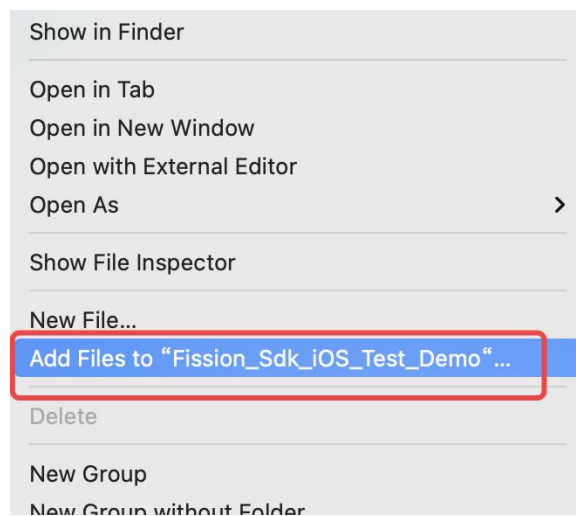 Show in Finder
Open in Tab
Open in New Window
Open with External Editor
Open As
Show File Inspector
New File...
Add Files to “Fission_Sdk_iOS_Test_Demo“...
Delete
New Group
New Group without Folder